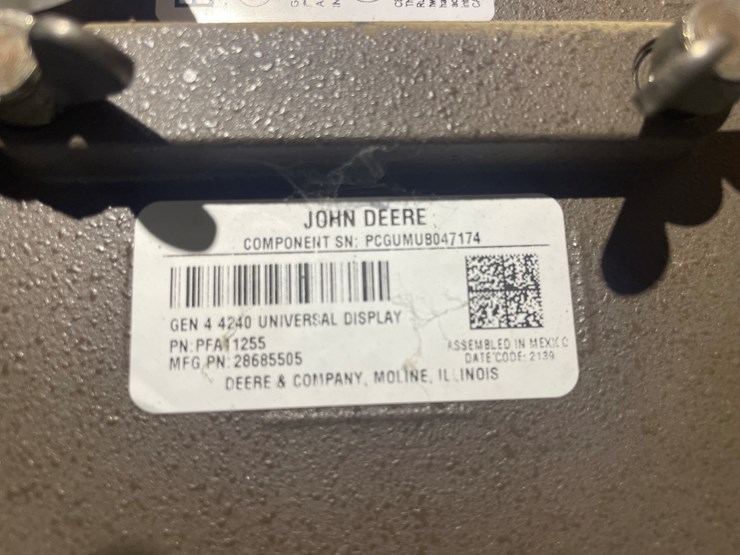 JOHN DEERE
COMPONENT SN: PCGUMUB047174
GEN 4 4240 UNIVERSAL DISPLAY
PN: PFA11255
MFG PN: 28685505
ASSEMBLED IN MEXICO
DATE CODE: 2139
DEERE & COMPANY, MOLINE, ILLINOIS